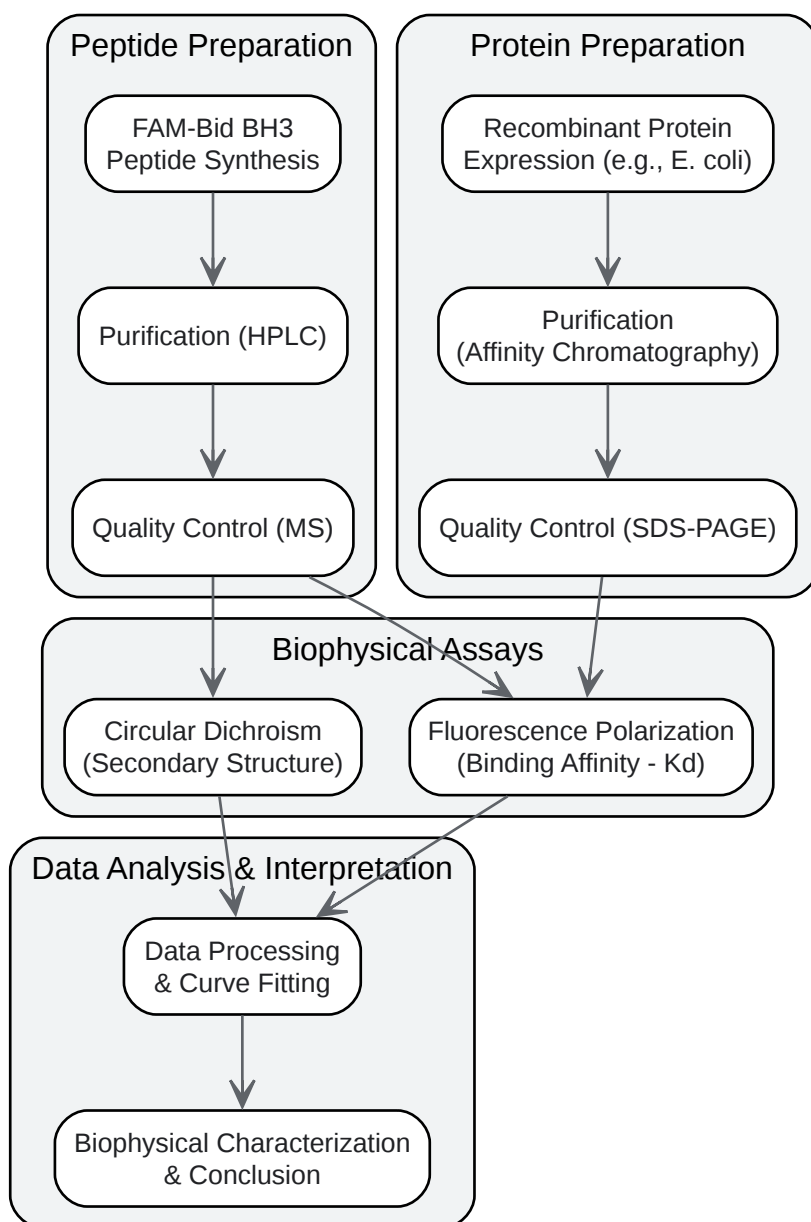 Peptide Preparation
FAM-Bid BH3
Peptide Synthesis
Purification (HPLC)
Quality Control (MS)
Protein Preparation
Recombinant Protein
Expression (e.g., E. coli)
Purification
(Affinity Chromatography)
Quality Control (SDS-PAGE)
Biophysical Assays
Circular Dichroism
(Secondary Structure)
Fluorescence Polarization
(Binding Affinity - Kd)
Data Analysis & Interpretation
Data Processing
& Curve Fitting
Biophysical Characterization
& Conclusion